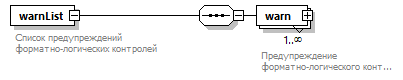 warnList
warn
1..∞
Список предупреждений
форматно-логических контролей
Предупреждение
форматно-логического конт...